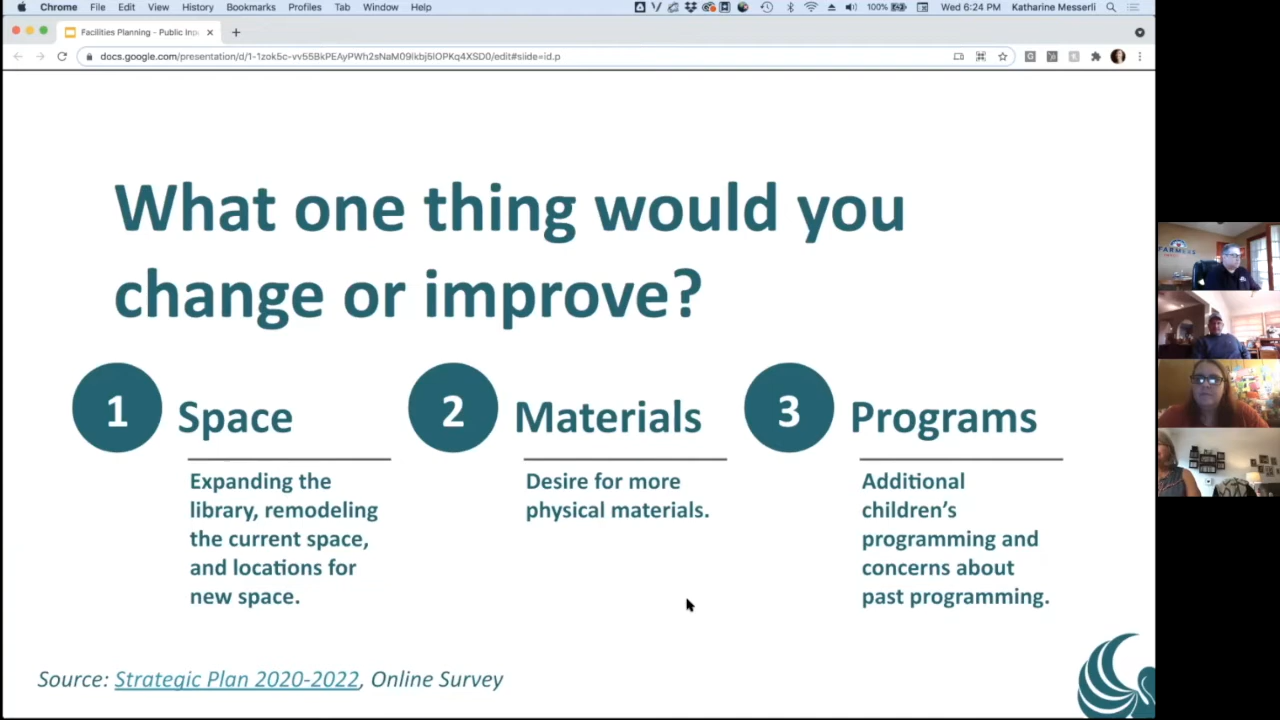 Chrome File Edit View History Bookmarks Profiles Tab Window Help 100% Wed 6:24 PM Katharine Messerli
Facilities Planning - Public Inp
docs.google.com/presentation/d/1-1zok5c-vv55BkPEAyPWh2sNaM09ikbj5lOPKq4XSD0/edit#slide=id.p
What one thing would you
change or improve?
1 Space
Expanding the
library, remodeling
the current space,
and locations for
new space.
2 Materials
Desire for more
physical materials.
3 Programs
Additional
children's
programming and
concerns about
past programming.
Source: Strategic Plan 2020-2022, Online Survey
FARMERS